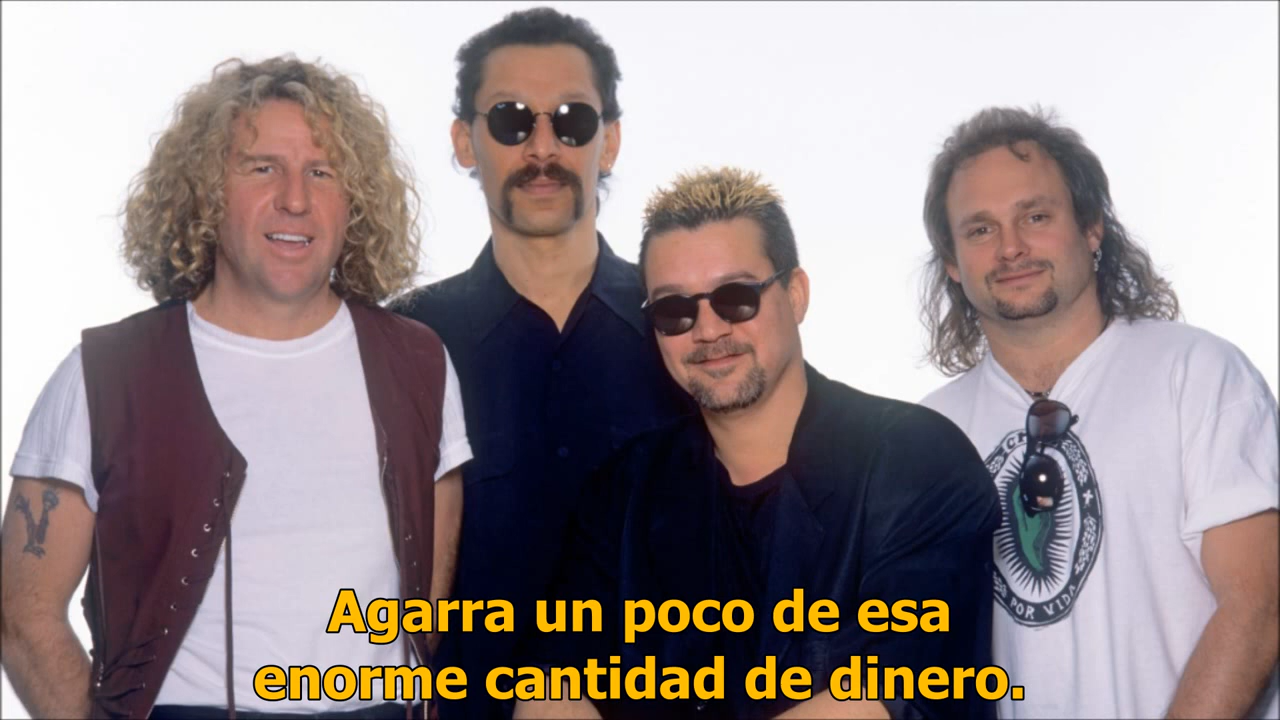 Agarra un poco de esa
enorme cantidad de dinero.
POR VIDA